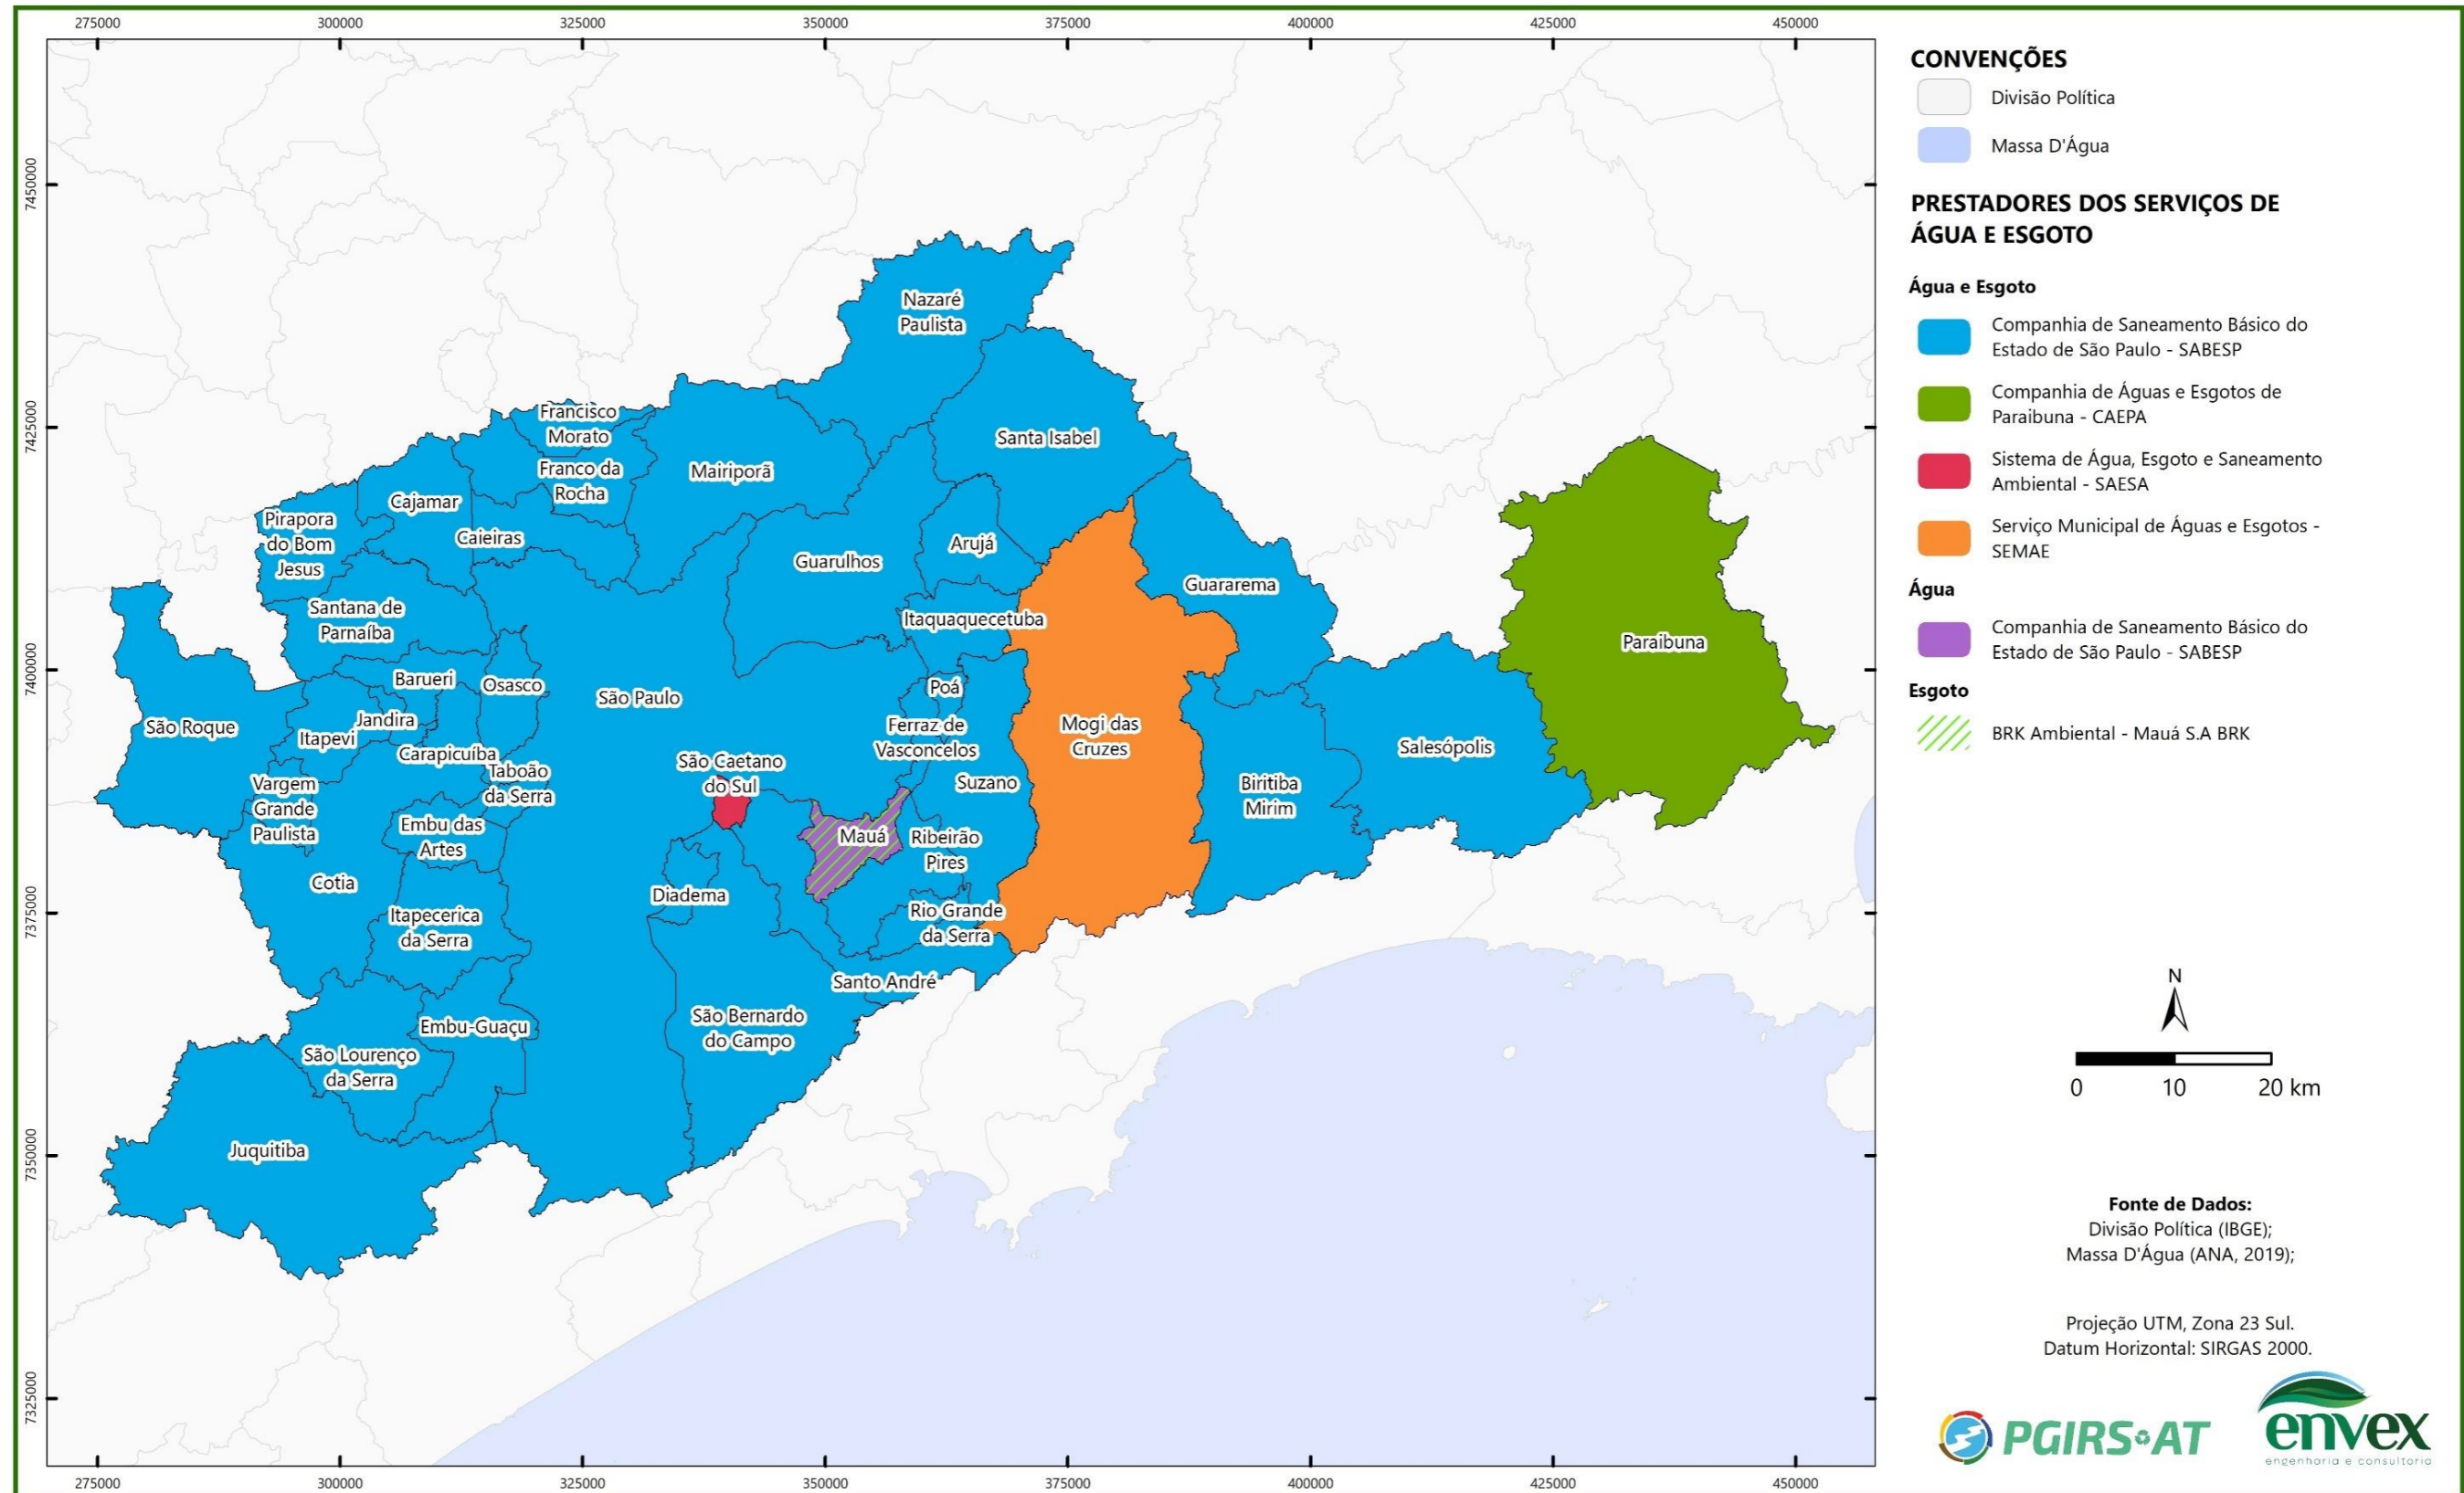 275000
300000
325000
350000
375000
400000
425000
450000
7450000
7425000
7400000
7375000
7350000
7325000
Nazaré
Paulista
Francisco
Morato
Santa Isabel
Franco da
Rocha
Mairiporã
Cajamar
Pirapora
do Bom
Jesus
Caieiras
Arujá
Guarulhos
Guararema
Santana de
Parnaíba
Itaquaquecetuba
Paraibuna
Barueri
Osasco
Poá
São Paulo
São Roque
Jandira
Itapevi
Ferraz de
Vasconcelos
Mogi das
Cruzes
Salesópolis
Carapicuíba
São Caetano
do Sul
Taboão
da Serra
Suzano
Biritiba
Mirim
Vargem
Grande
Paulista
Embu das
Artes
Mauá
Ribeirão
Pires
Cotia
Diadema
Itapecerica
da Serra
Rio Grande
da Serra
Santo André
São Bernardo
do Campo
Embu-Guaçu
São Lourenço
da Serra
Juquitiba
275000
300000
325000
350000
375000
400000
425000
450000
CONVENÇÕES
Divisão Política
Massa D'Água
PRESTADORES DOS SERVIÇOS DE
ÁGUA E ESGOTO
Água e Esgoto
Companhia de Saneamento Básico do
Estado de São Paulo - SABESP
Companhia de Águas e Esgotos de
Paraibuna - CAEPA
Sistema de Água, Esgoto e Saneamento
Ambiental - SAESA
Serviço Municipal de Águas e Esgotos -
SEMAE
Água
Companhia de Saneamento Básico do
Estado de São Paulo - SABESP
Esgoto
BRK Ambiental - Mauá S.A BRK
N
0 10 20 km
Fonte de Dados:
Divisão Política (IBGE);
Massa D'Água (ANA, 2019);
Projeção UTM, Zona 23 Sul.
Datum Horizontal: SIRGAS 2000.
PGIRS AT
envex
engenharia e consultoria